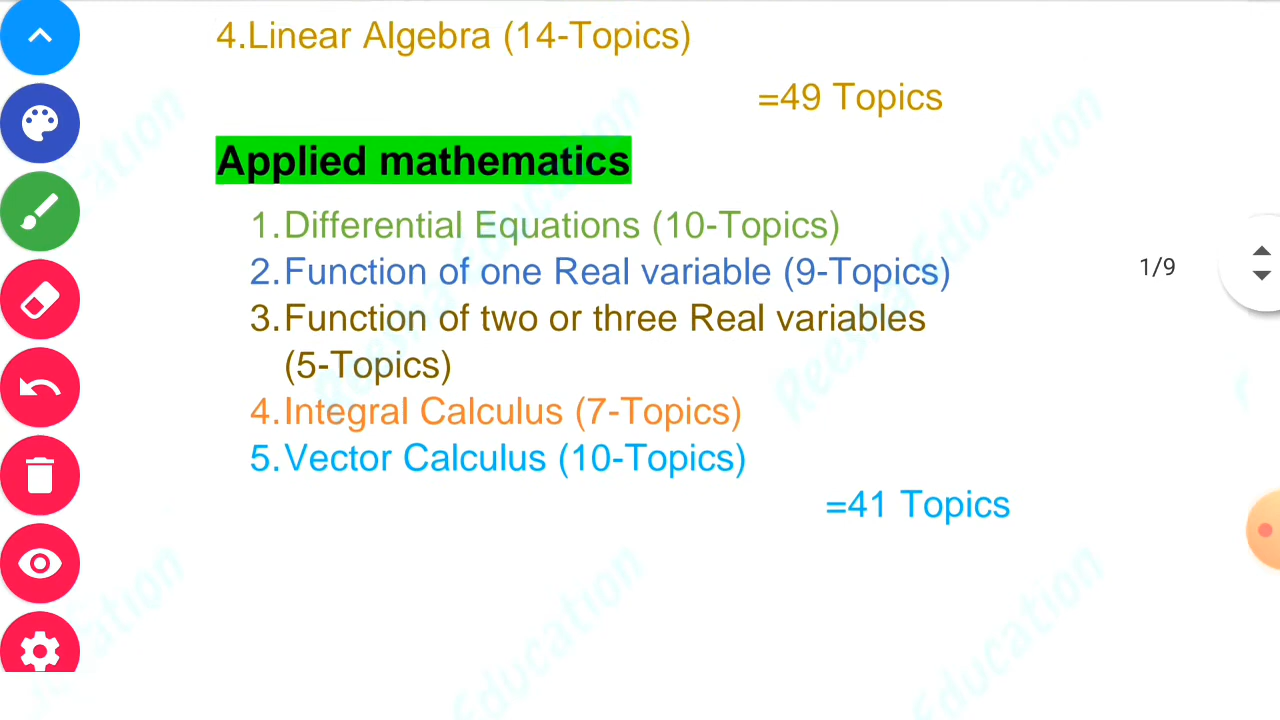 4.Linear Algebra (14-Topics)
=49 Topics
Applied mathematics
1.Differential Equations (10-Topics)
2.Function of one Real variable (9-Topics)
1/9
3.Function of two or three Real variables
(5-Topics)
4.Integral Calculus (7-Topics)
5.Vector Calculus (10-Topics)
=41 Topics
Reesha Education